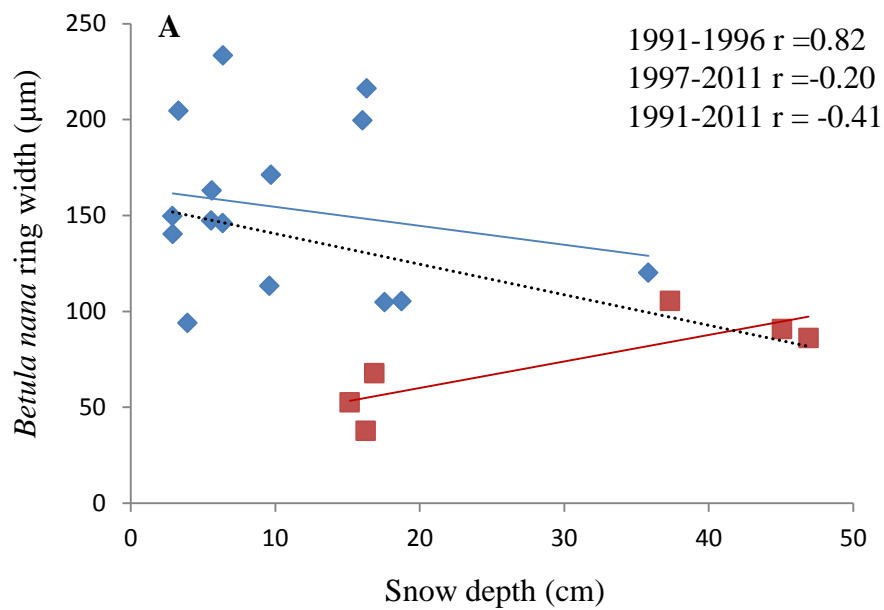 A
1991-1996 r =0.82
1997-2011 r =-0.20
1991-2011 r = -0.41
Betula nana ring width (µm)
250
200
150
100
50
0
0 10 20 30 40 50
Snow depth (cm)